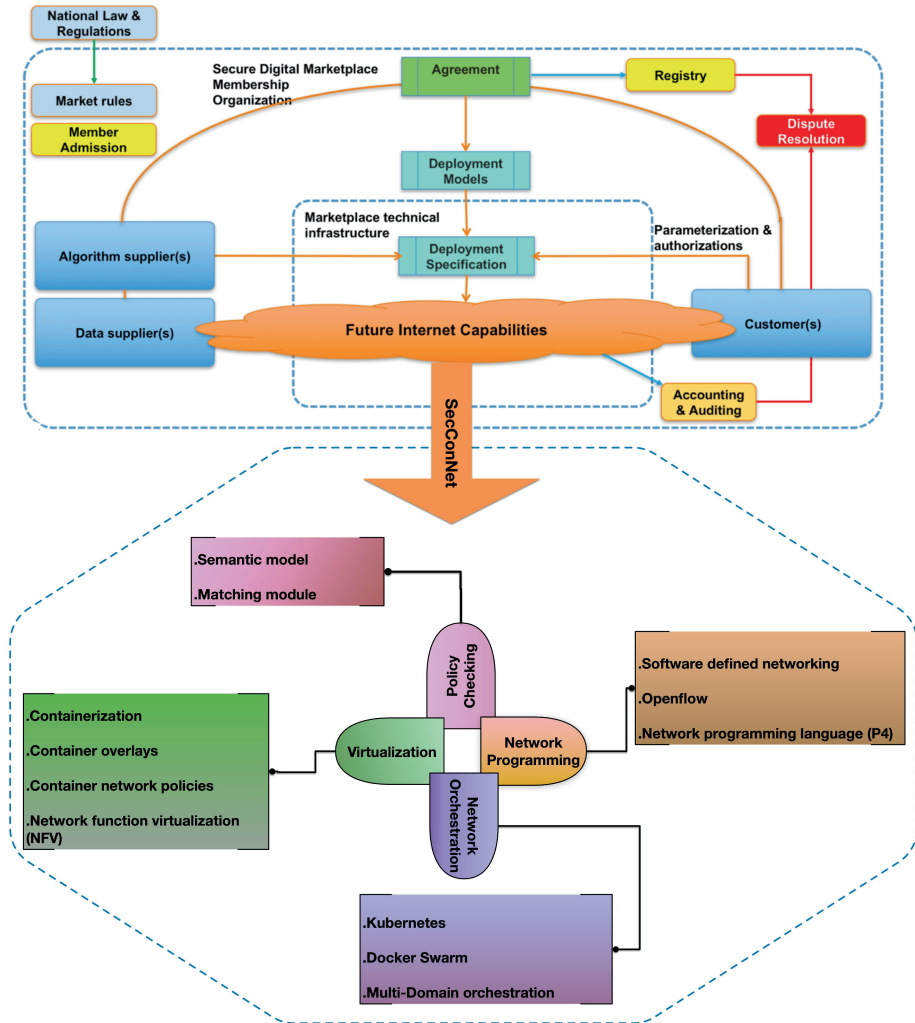 National Law &
Regulations
Secure Digital Marketplace
Membership
Organization
Agreement
Registry
Market rules
Member
Admission
Dispute
Resolution
Deployment
Models
Marketplace technical
infrastructure
Parameterization &
authorizations
Algorithm supplier(s)
Deployment
Specification
Data supplier(s)
Future Internet Capabilities
Customer(s)
Accounting
& Auditing
SecConNet
.Semantic model
.Matching module
Policy
Checking
.Software defined networking
.Openflow
.Network programming language (P4)
.Containerization
.Container overlays
.Container network policies
.Network function virtualization
(NFV)
Virtualization
Network
Programming
Network
Orchestration
.Kubernetes
.Docker Swarm
.Multi-Domain orchestration